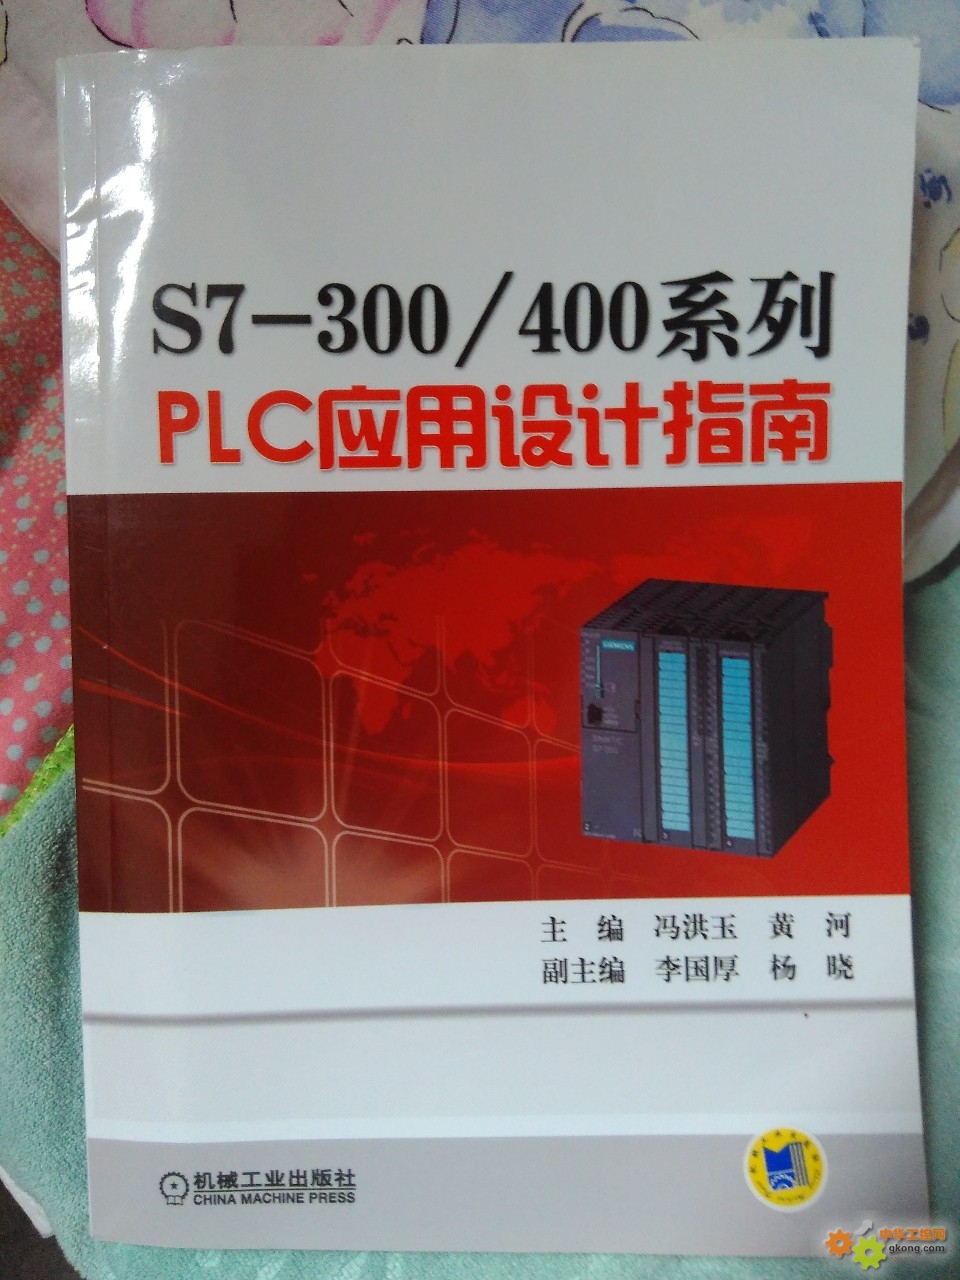 S7-300/400系列
PLC应用设计指南
SIEMENS
主 编 冯洪玉 黄 河
副主编 李国厚 杨 晓
机械工业出版社
CHINA MACHINE PRESS
中华工控网
gkong.com